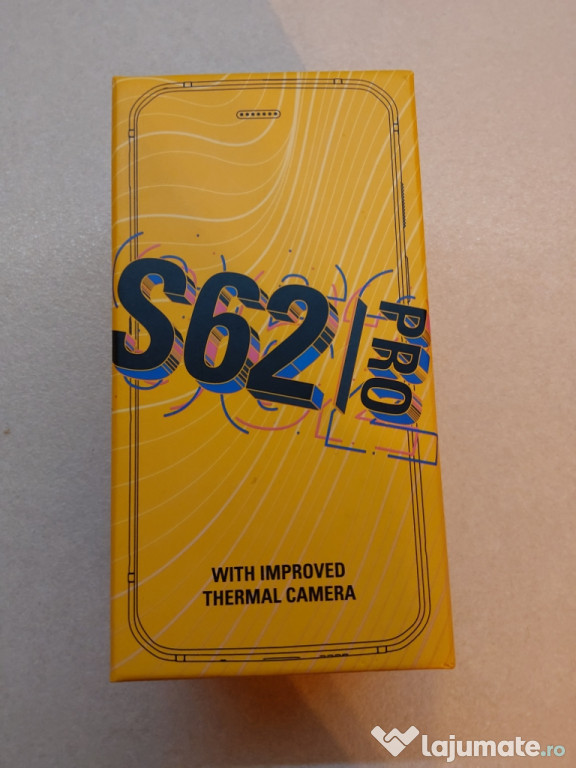 S62/PRO
WITH IMPROVED
THERMAL CAMERA
lajumate.ro